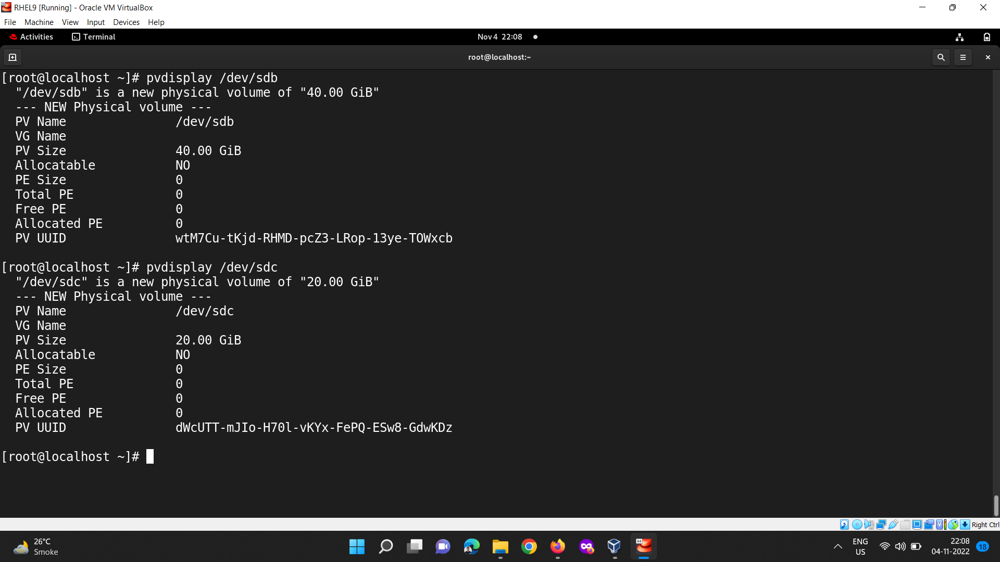 RHEL9 [Running] - Oracle VM VirtualBox
File Machine View Input Devices Help
Activities Terminal Nov 4 22:08
root@localhost:~
[root@localhost ~]# pvdisplay /dev/sdb
"/dev/sdb" is a new physical volume of "40.00 GiB"
--- NEW Physical volume ---
PV Name /dev/sdb
VG Name
PV Size 40.00 GiB
Allocatable NO
PE Size 0
Total PE 0
Free PE 0
Allocated PE 0
PV UUID wtM7Cu-tKjd-RHMD-pcZ3-LRop-13ye-TOWxcb
[root@localhost ~]# pvdisplay /dev/sdc
"/dev/sdc" is a new physical volume of "20.00 GiB"
--- NEW Physical volume ---
PV Name /dev/sdc
VG Name
PV Size 20.00 GiB
Allocatable NO
PE Size 0
Total PE 0
Free PE 0
Allocated PE 0
PV UUID dWcUTT-mJIo-H70l-vKYx-FePQ-ESw8-GdwKDz
[root@localhost ~]#
Right Ctrl
26°C
Smoke
64
ENG
US
22:08
04-11-2022
18